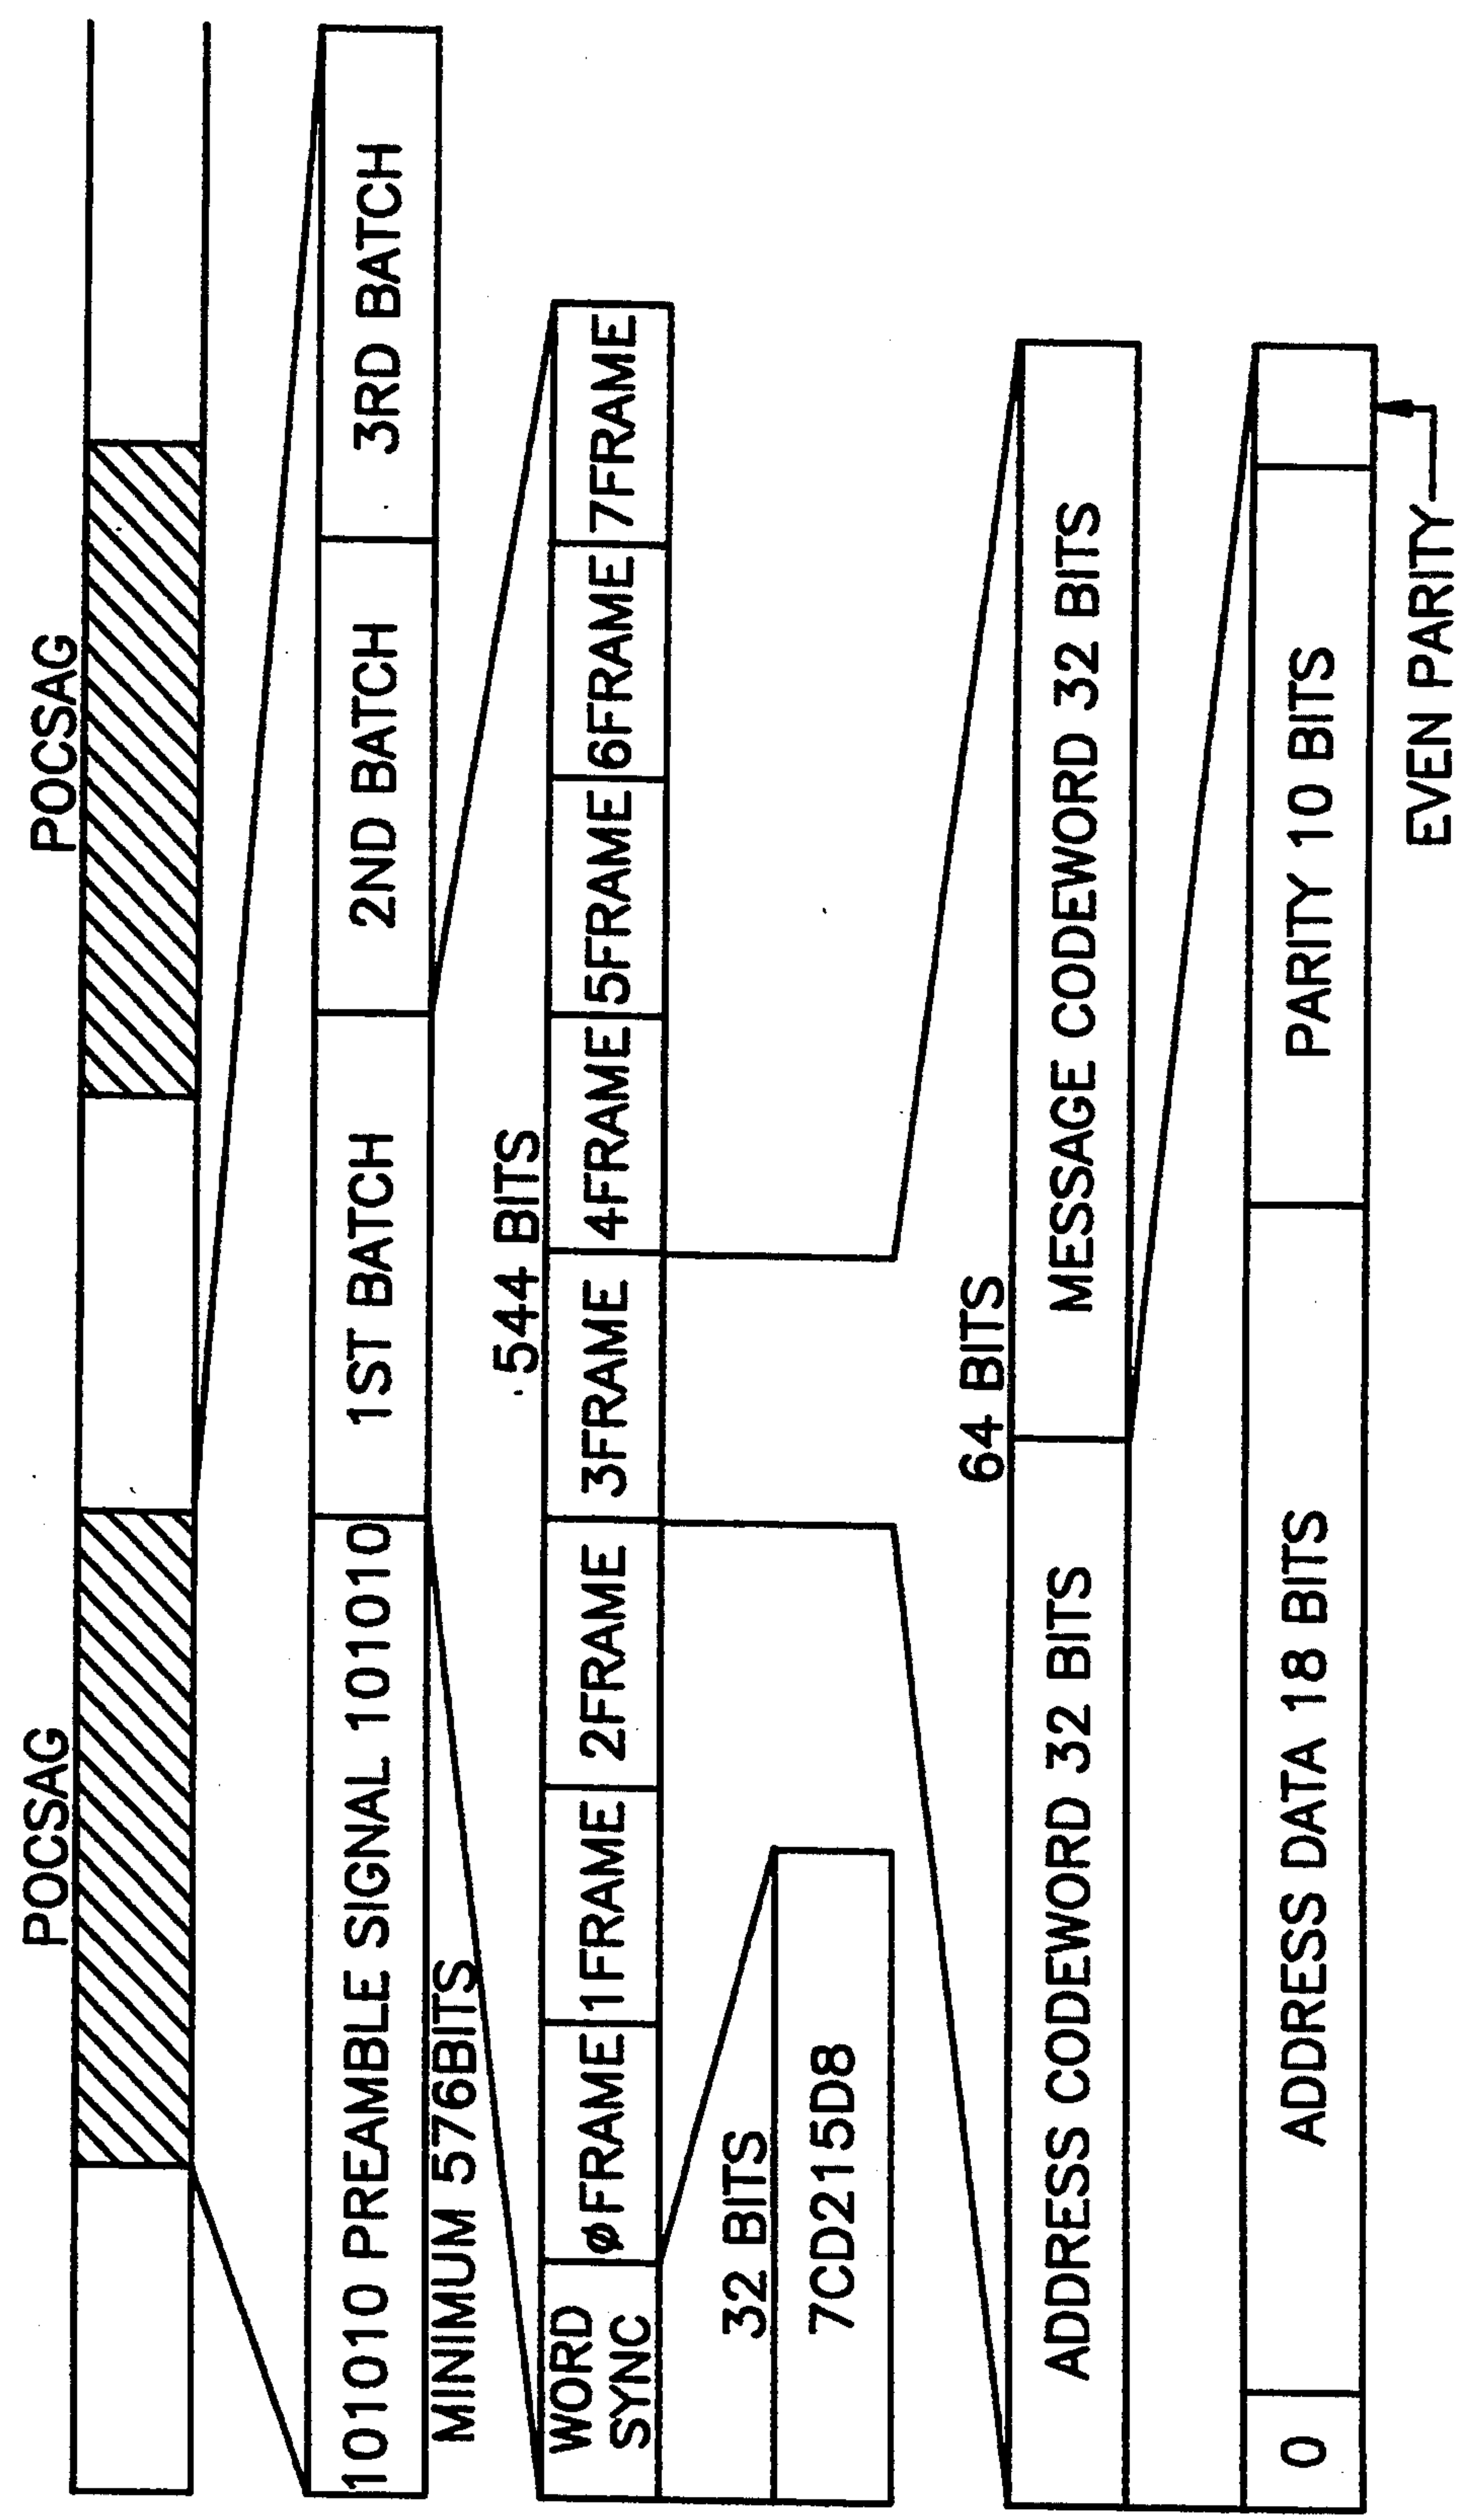 POCSAG
POCSAG
101010 PREAMBLE SIGNAL 101010
1ST BATCH
2ND BATCH
3RD BATCH
MINIMUM 576BITS
544 BITS
WORD
SYNC
øFRAME
1FRAME
2FRAME
3FRAME
4FRAME
5FRAME
6FRAME
7FRAME
32 BITS
7CD215D8
64 BITS
ADDRESS CODEWORD 32 BITS
MESSAGE CODEWORD 32 BITS
0
ADDRESS DATA 18 BITS
PARITY 10 BITS
EVEN PARITY